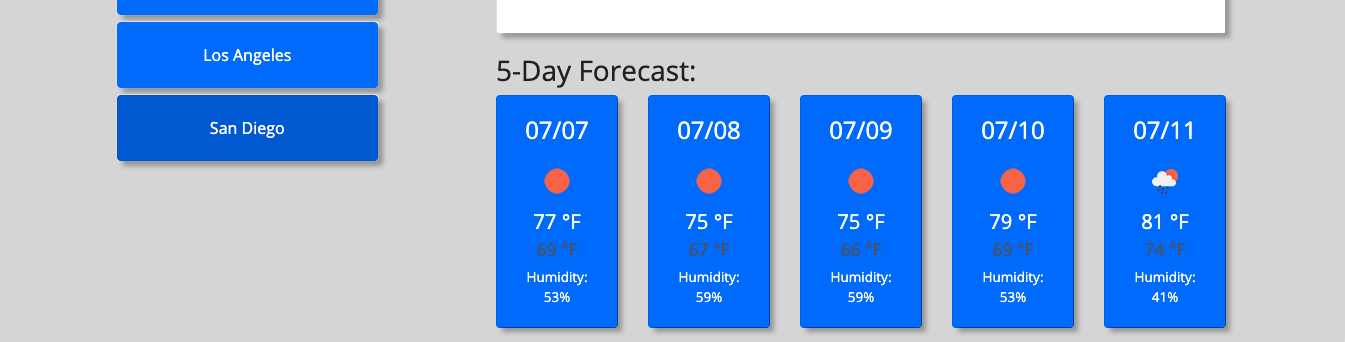 Los Angeles
San Diego
5-Day Forecast:
07/07
77 °F
69 °F
Humidity:
53%
07/08
75 °F
67 °F
Humidity:
59%
07/09
75 °F
66 °F
Humidity:
59%
07/10
79 °F
69 °F
Humidity:
53%
07/11
81 °F
74 °F
Humidity:
41%